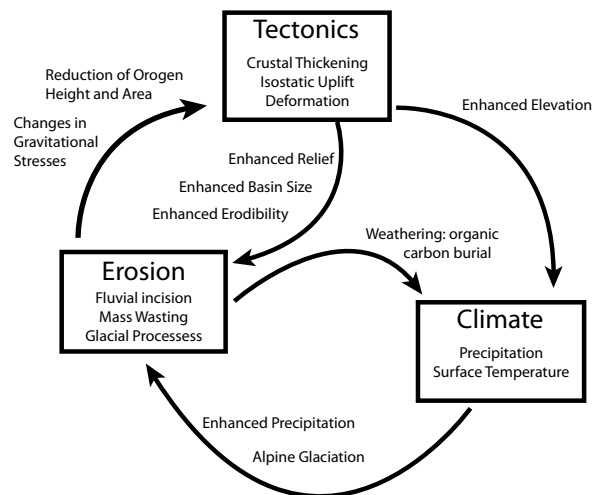 Tectonics
Crustal Thickening
Isostatic Uplift
Deformation
Reduction of Orogen
Height and Area
Changes in
Gravitational
Stresses
Enhanced Elevation
Enhanced Relief
Enhanced Basin Size
Enhanced Erodibility
Weathering: organic
carbon burial
Erosion
Fluvial incision
Mass Wasting
Glacial Processess
Climate
Precipitation
Surface Temperature
Enhanced Precipitation
Alpine Glaciation